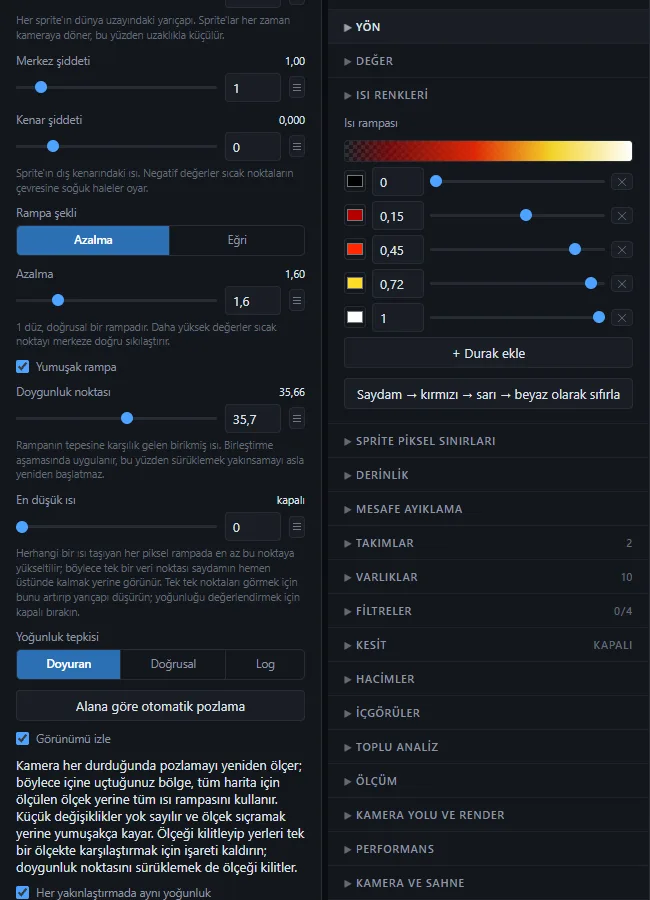 Her sprite'ın dünya uzayındaki yarıçapı. Sprite'lar her zaman
kameraya döner, bu yüzden uzaklıkla küçülür.
Merkez şiddeti 1,00
1
Kenar şiddeti 0,000
0
Sprite'ın dış kenarındaki ısı. Negatif değerler sıcak noktaların
çevresine soğuk haleler oyar.
Rampa şekli
Azalma Eğri
Azalma 1,60
1,6
1 düz, doğrusal bir rampadır. Daha yüksek değerler sıcak
noktayı merkeze doğru sıkılaştırır.
Yumuşak rampa
Doygunluk noktası 35,66
35,7
Rampanın tepesine karşılık gelen birikmiş ısı. Birleştirme
aşamasında uygulanır, bu yüzden sürüklemek yakınsamayı asla
yeniden başlatmaz.
En düşük ısı kapalı
0
Herhangi bir ısı taşıyan her piksel rampada en az bu noktaya
yükseltilir; böylece tek bir veri noktası saydamın hemen
üstünde kalmak yerine görünür. Tek tek noktaları görmek için
bunu artırıp yarıçapı düşürün; yoğunluğu değerlendirmek için
kapalı bırakın.
Yoğunluk tepkisi
Doyuran Doğrusal Log
Alana göre otomatik pozlama
Görünümü izle
Kamera her durduğunda pozlamayı yeniden ölçer;
böylece içine uçtuğunuz bölge, tüm harita için
ölçülen ölçek yerine tüm ısı rampasını kullanır.
Küçük değişiklikler yok sayılır ve ölçek sıçramak
yerine yumuşakça kayar. Ölçeği kilitleyip yerleri tek
bir ölçekte karşılaştırmak için işareti kaldırın;
doygunluk noktasını sürüklemek de ölçeği kilitler.
Her yakınlaştırmada aynı yoğunluk
YÖN
DEĞER
ISI RENKLERİ
Isı rampası
0
0,15
0,45
0,72
1
+ Durak ekle
Saydam → kırmızı → sarı → beyaz olarak sıfırla
SPRİTE PİKSEL SINIRLARI
DERİNLİK
MESAFE AYIKLAMA
TAKIMLAR 2
VARLIKLAR 10
FİLTRELER 0/4
KESİT KAPALI
HACİMLER
İÇGÖRÜLER
TOPLU ANALİZ
ÖLÇÜM
KAMERA YOLU VE RENDER
PERFORMANS
KAMERA VE SAHNE